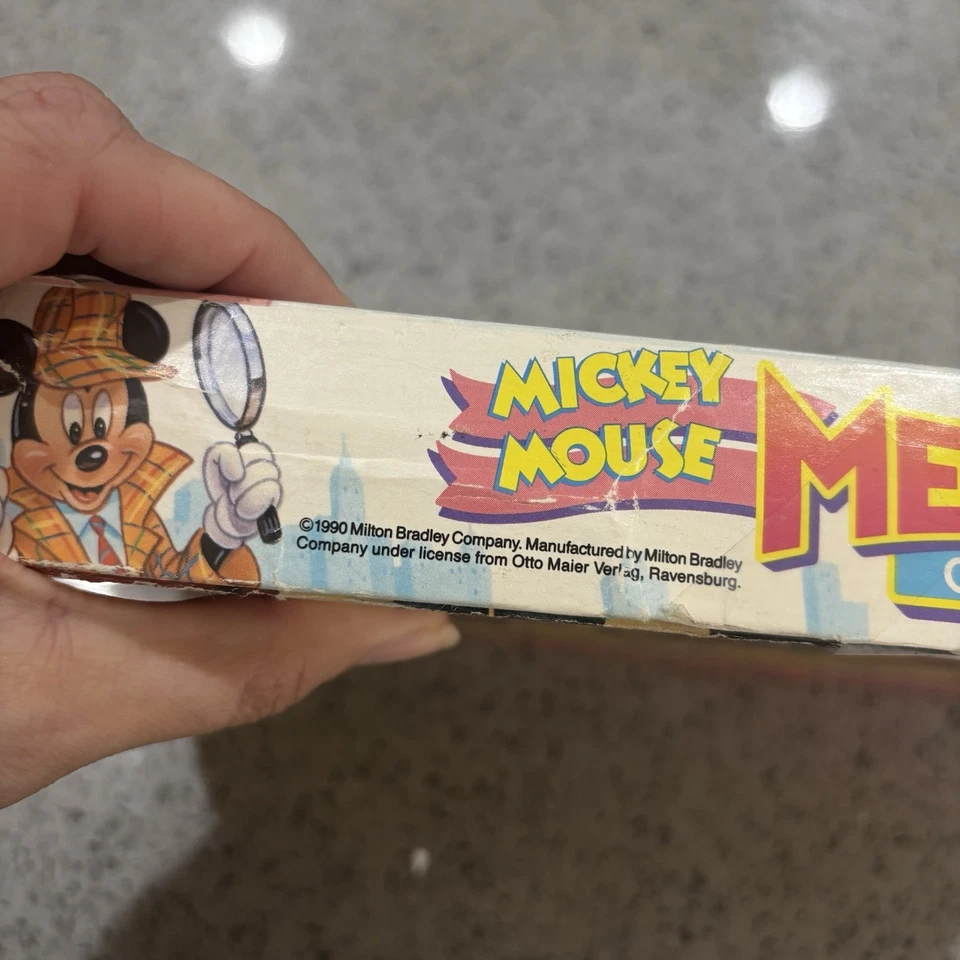 MICKEY
MOUSE
ME
©1990 Milton Bradley Company. Manufactured by Milton Bradley
Company under license from Otto Maier Verlag, Ravensburg.